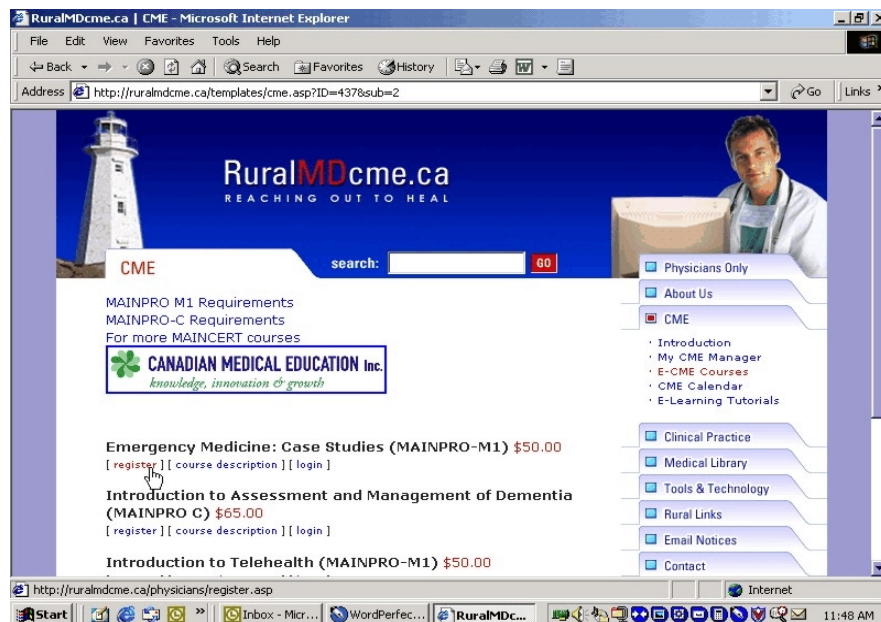 RuralMDcme.ca | CME - Microsoft Internet Explorer
File Edit View Favorites Tools Help
Back Search Favorites History
Address http://ruralmdcme.ca/templates/cme.asp?ID=437&sub=2 Go Links
RuralMDcme.ca
REACHING OUT TO HEAL
CME
search: GO
MAINPRO M1 Requirements
MAINPRO-C Requirements
For more MAINCERT courses
CANADIAN MEDICAL EDUCATION Inc.
knowledge, innovation & growth
Emergency Medicine: Case Studies (MAINPRO-M1) $50.00
[ register ] [ course description ] [ login ]
Introduction to Assessment and Management of Dementia
(MAINPRO C) $65.00
[ register ] [ course description ] [ login ]
Introduction to Telehealth (MAINPRO-M1) $50.00
Physicians Only
About Us
CME
· Introduction
· My CME Manager
· E-CME Courses
· CME Calendar
· E-Learning Tutorials
Clinical Practice
Medical Library
Tools & Technology
Rural Links
Email Notices
Contact
http://ruralmdcme.ca/physicians/register.asp Internet
Start » Inbox - Micr... WordPerfec... RuralMDc... 11:48 AM